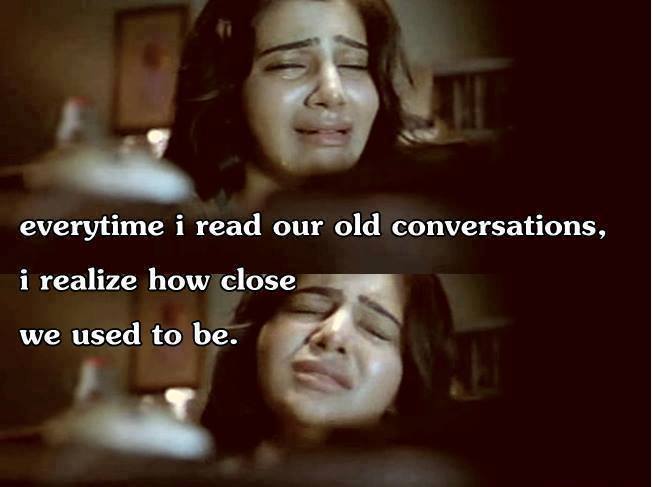 everytime i read our old conversations,
i realize how close
we used to be.